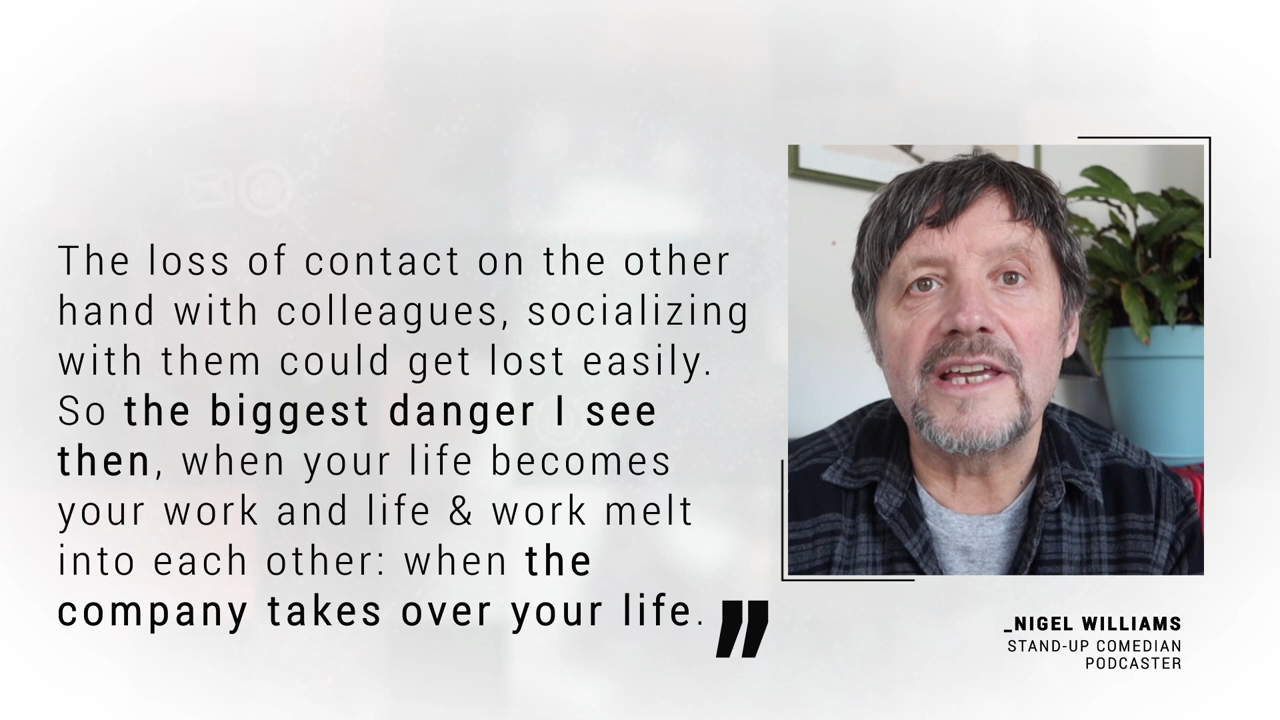 The loss of contact on the other
hand with colleagues, socializing
with them could get lost easily.
So the biggest danger I see
then, when your life becomes
your work and life & work melt
into each other: when the
company takes over your life.
”
_NIGEL WILLIAMS
STAND-UP COMEDIAN
PODCASTER